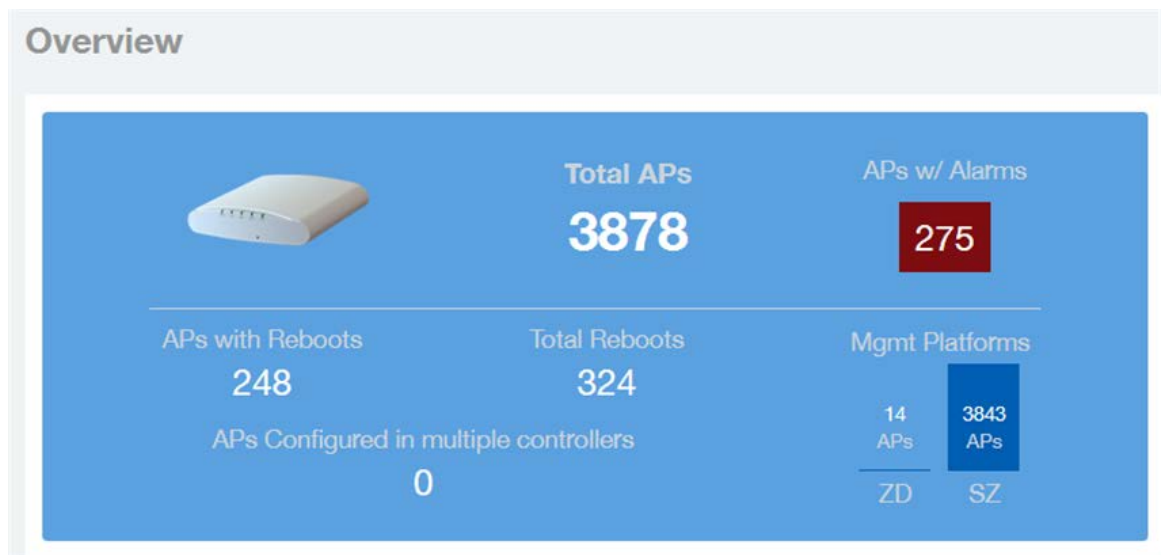 Overview
Total APs
3878
APs w/ Alarms
275
APs with Reboots
248
Total Reboots
324
APs Configured in multiple controllers
0
Mgmt Platforms
14
APs
ZD
3843
APs
SZ